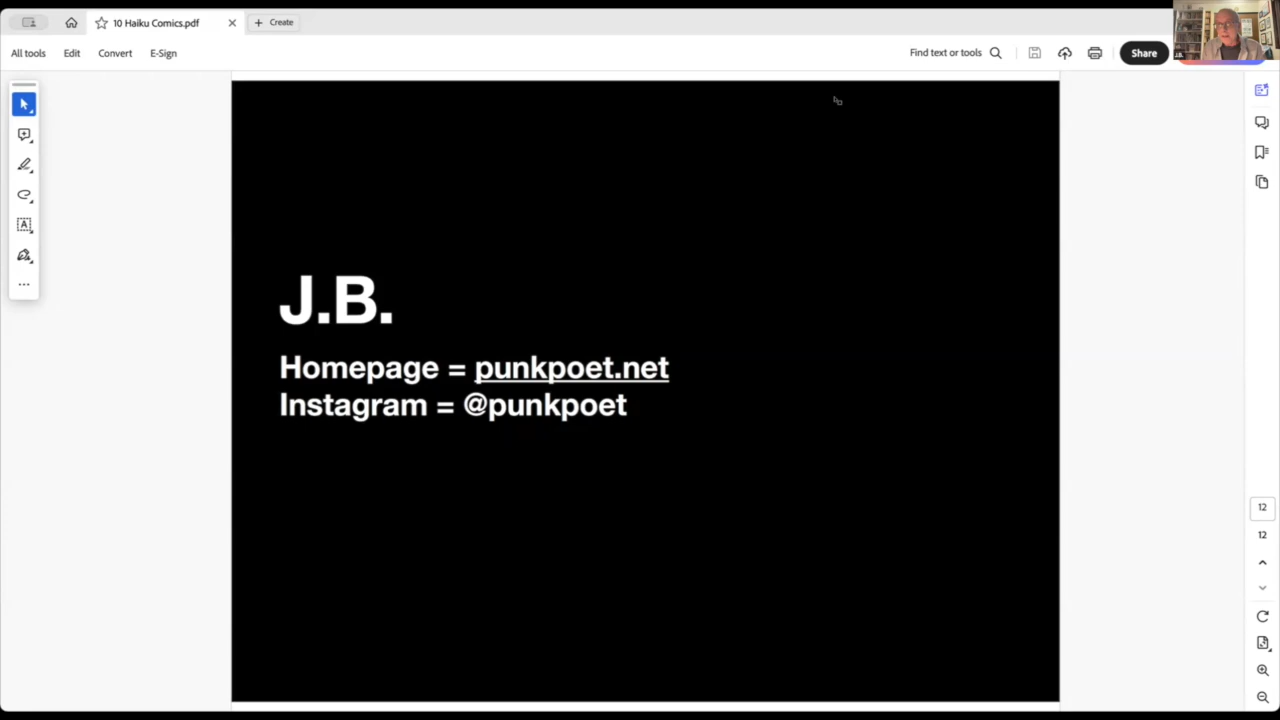 10 Haiku Comics.pdf
Create
All tools
Edit
Convert
E-Sign
Find text or tools
Share
J.B.
J.B.
Homepage = punkpoet.net
Instagram = @punkpoet
12
12